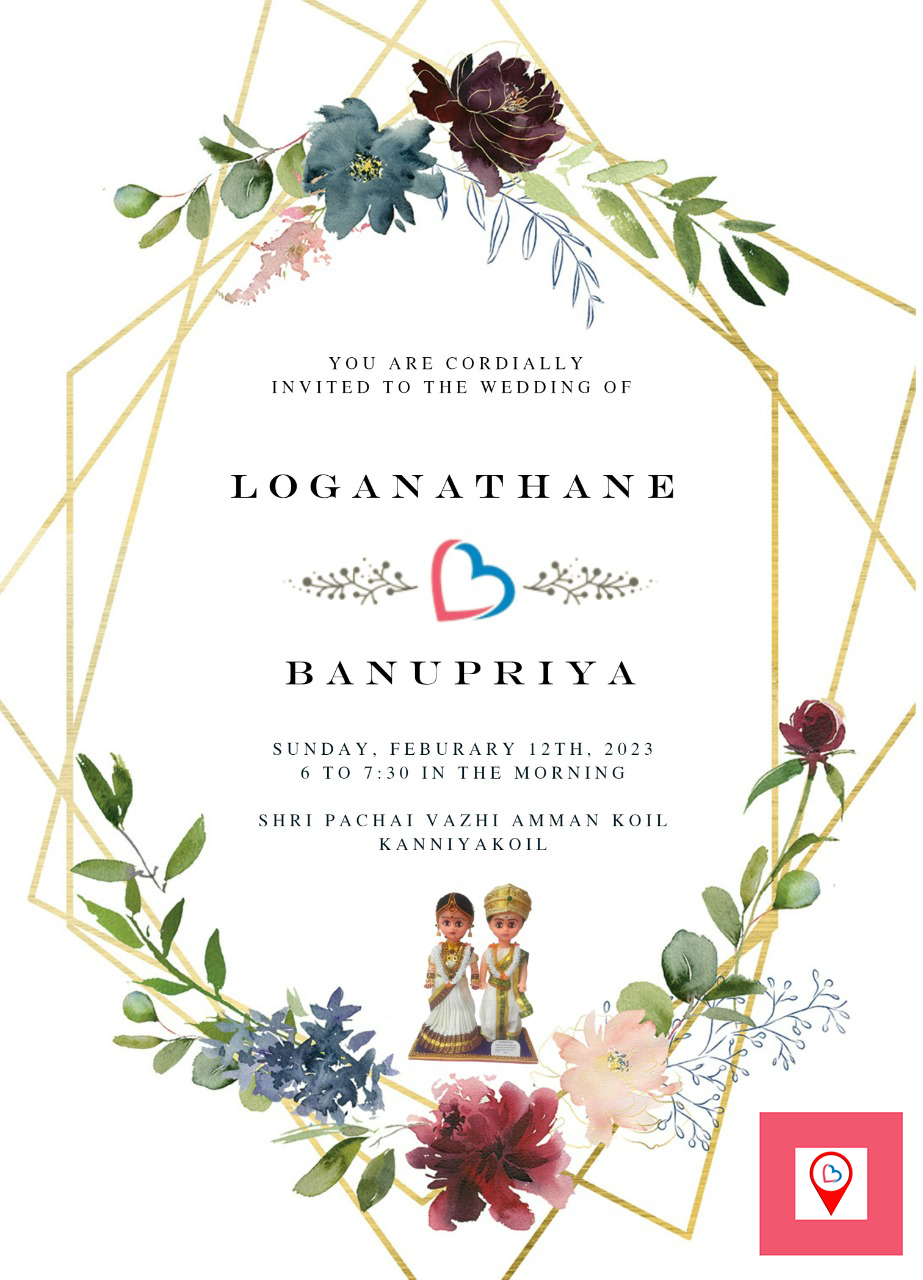 YOU ARE CORDIALLY
INVITED TO THE WEDDING OF
LOGANATHANE
BANUPRIYA
SUNDAY, FEBURARY 12TH, 2023
6 TO 7:30 IN THE MORNING
SHRI PACHAI VAZHI AMMAN KOIL
KANNIYAKOIL